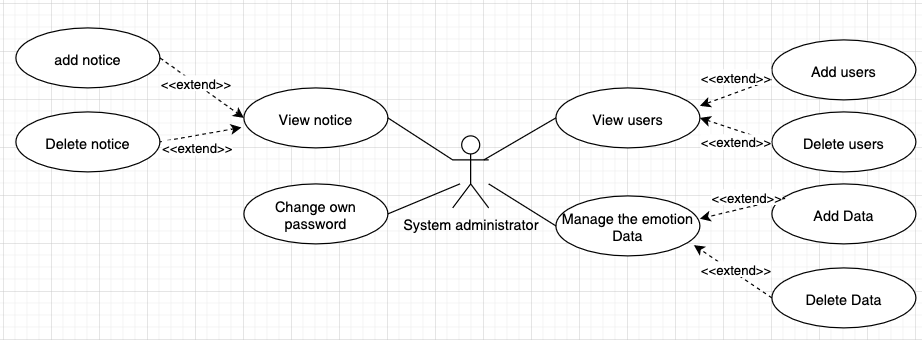 add notice
<<extend>>
Delete notice
<<extend>>
View notice
Change own
password
System administrator
View users
<<extend>>
Add users
<<extend>>
Delete users
Manage the emotion
Data
<<extend>>
Add Data
<<extend>>
Delete Data